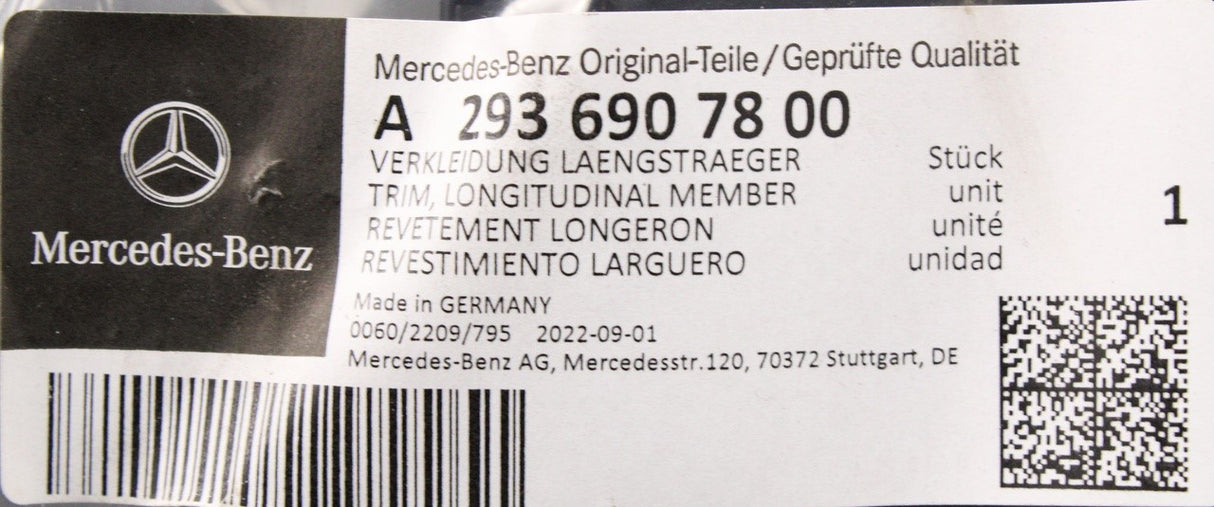 Mercedes-Benz
Mercedes-Benz Original-Teile/Geprüfte Qualität
A 293 690 78 00
VERKLEIDUNG LAENGSTRAEGER Stück
TRIM, LONGITUDINAL MEMBER unit
REVETEMENT LONGERON unité
REVESTIMIENTO LARGUERO unidad
1
Made in GERMANY
0060/2209/795 2022-09-01
Mercedes-Benz AG, Mercedesstr.120, 70372 Stuttgart, DE